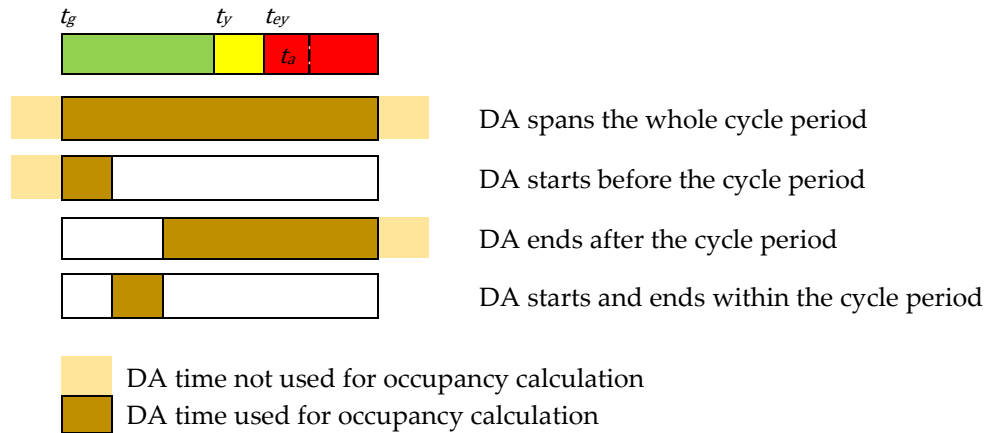 tg ty tey
ta
DA spans the whole cycle period
DA starts before the cycle period
DA ends after the cycle period
DA starts and ends within the cycle period
DA time not used for occupancy calculation
DA time used for occupancy calculation